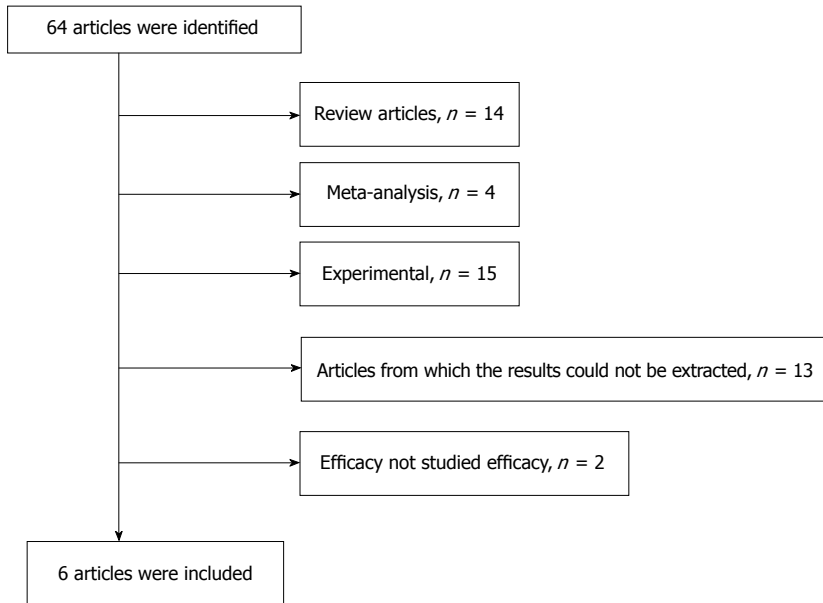 64 articles were identified
Review articles, n = 14
Meta-analysis, n = 4
Experimental, n = 15
Articles from which the results could not be extracted, n = 13
Efficacy not studied efficacy, n = 2
6 articles were included